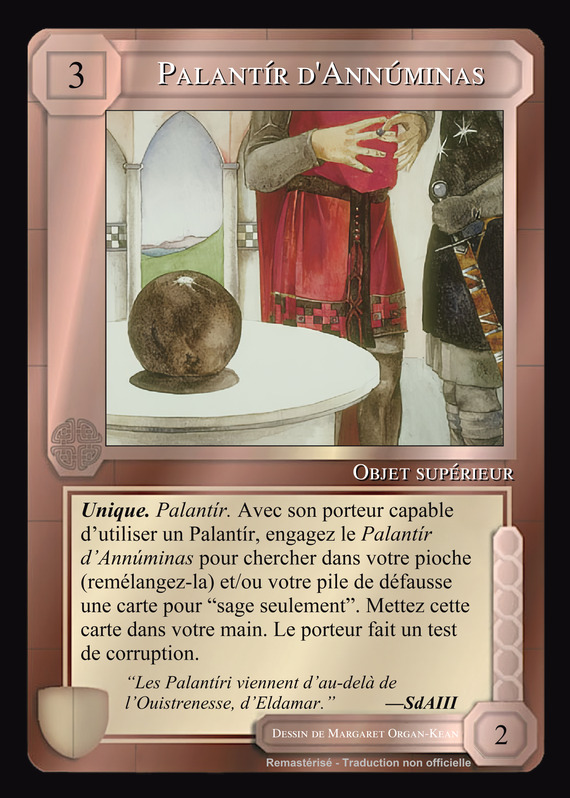 3
PALANTÍR D'ANNÚMINAS
OBJET SUPÉRIEUR
Unique. Palantír. Avec son porteur capable
d’utiliser un Palantír, engagez le Palantír
d’Annúminas pour chercher dans votre pioche
(remélangez-la) et/ou votre pile de défausse
une carte pour “sage seulement”. Mettez cette
carte dans votre main. Le porteur fait un test
de corruption.
“Les Palantíri viennent d’au-delà de
l’Ouistrenesse, d’Eldamar.” —SdAIII
DESSIN DE MARGARET ORGAN-KEAN
2
Remastérisé - Traduction non officielle